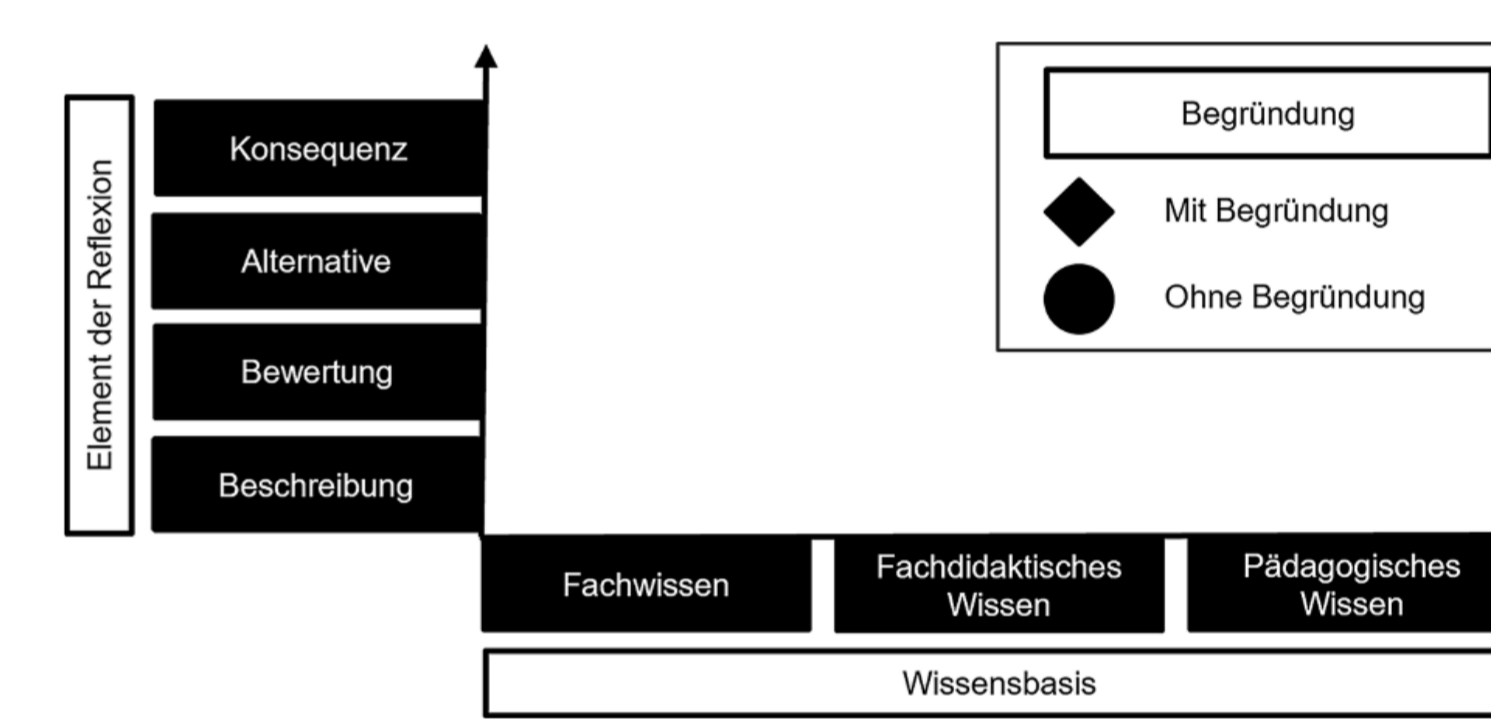 Element der Reflexion
Konsequenz
Alternative
Bewertung
Beschreibung
Begründung
Mit Begründung
Ohne Begründung
Fachwissen
Fachdidaktisches
Wissen
Pädagogisches
Wissen
Wissensbasis